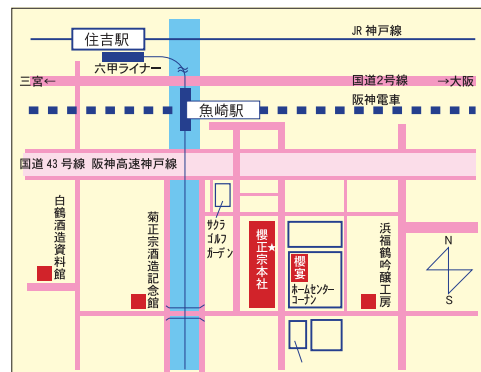 JR 神戸線
住吉駅
六甲ライナー
三宮←
国道2号線
→大阪
阪神電車
魚崎駅
国道 43 号線 阪神高速神戸線
白鶴酒造資料館
菊正宗酒造記念館
サクラ
ゴルフ
ガーデン
櫻正宗本社
★
櫻宴
ホームセンター
コーナン
浜福鶴吟醸工房
N
S